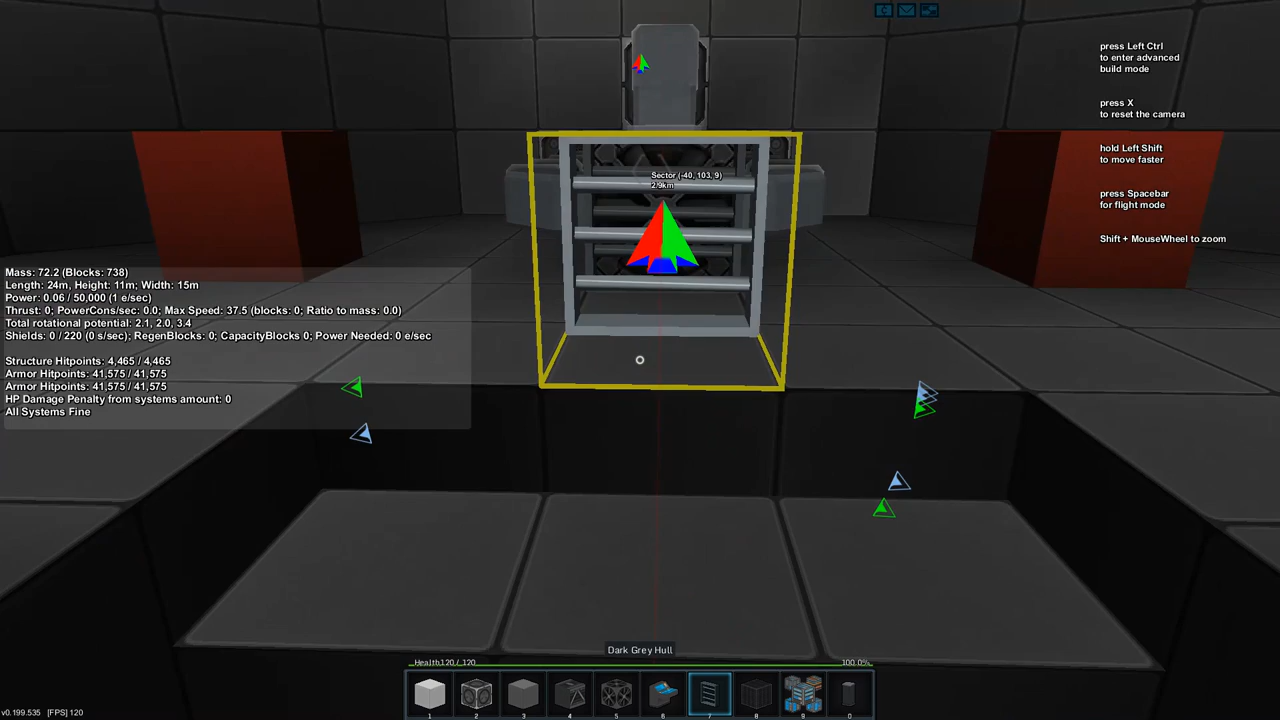 press Left Ctrl
to enter advanced
build mode
press X
to reset the camera
hold Left Shift
to move faster
press Spacebar
for flight mode
Shift + MouseWheel to zoom
Sector (-40, 103, 9)
2.9km
Mass: 72.2 (Blocks: 738)
Length: 24m, Height: 11m; Width: 15m
Power: 0.06 / 50,000 (1 e/sec)
Thrust: 0; PowerCons/sec: 0.0; Max Speed: 37.5 (blocks: 0; Ratio to mass: 0.0)
Total rotational potential: 2.1, 2.0, 3.4
Shields: 0 / 220 (0 s/sec); RegenBlocks: 0; CapacityBlocks 0; Power Needed: 0 e/sec
Structure Hitpoints: 4,465 / 4,465
Armor Hitpoints: 41,575 / 41,575
Armor Hitpoints: 41,575 / 41,575
HP Damage Penalty from systems amount: 0
All Systems Fine
Dark Grey Hull
Health120 / 120
100.0%
1 2 3 4 5 6 7 8 9 0
v0.199.535 [FPS] 120